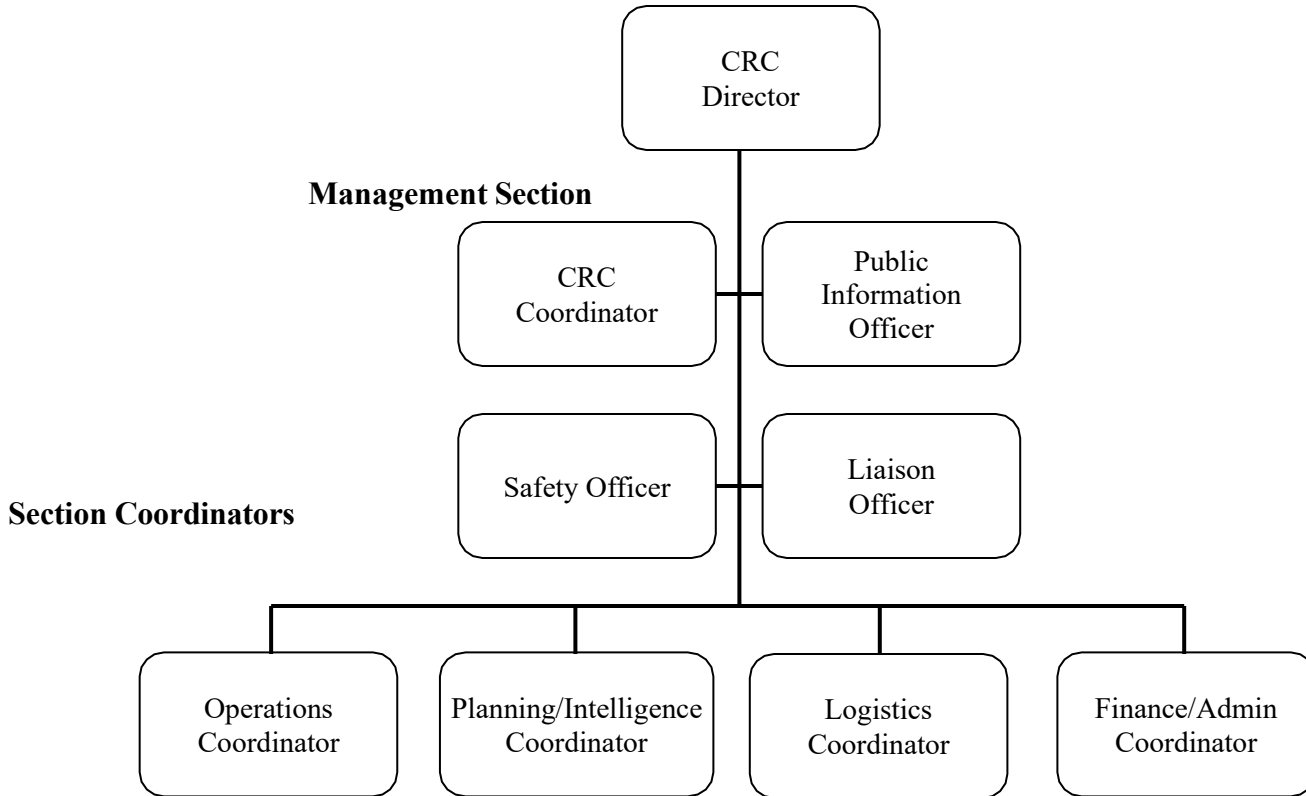 CRC
Director
Management Section
CRC
Coordinator
Public
Information
Officer
Safety Officer
Liaison
Officer
Section Coordinators
Operations
Coordinator
Planning/Intelligence
Coordinator
Logistics
Coordinator
Finance/Admin
Coordinator